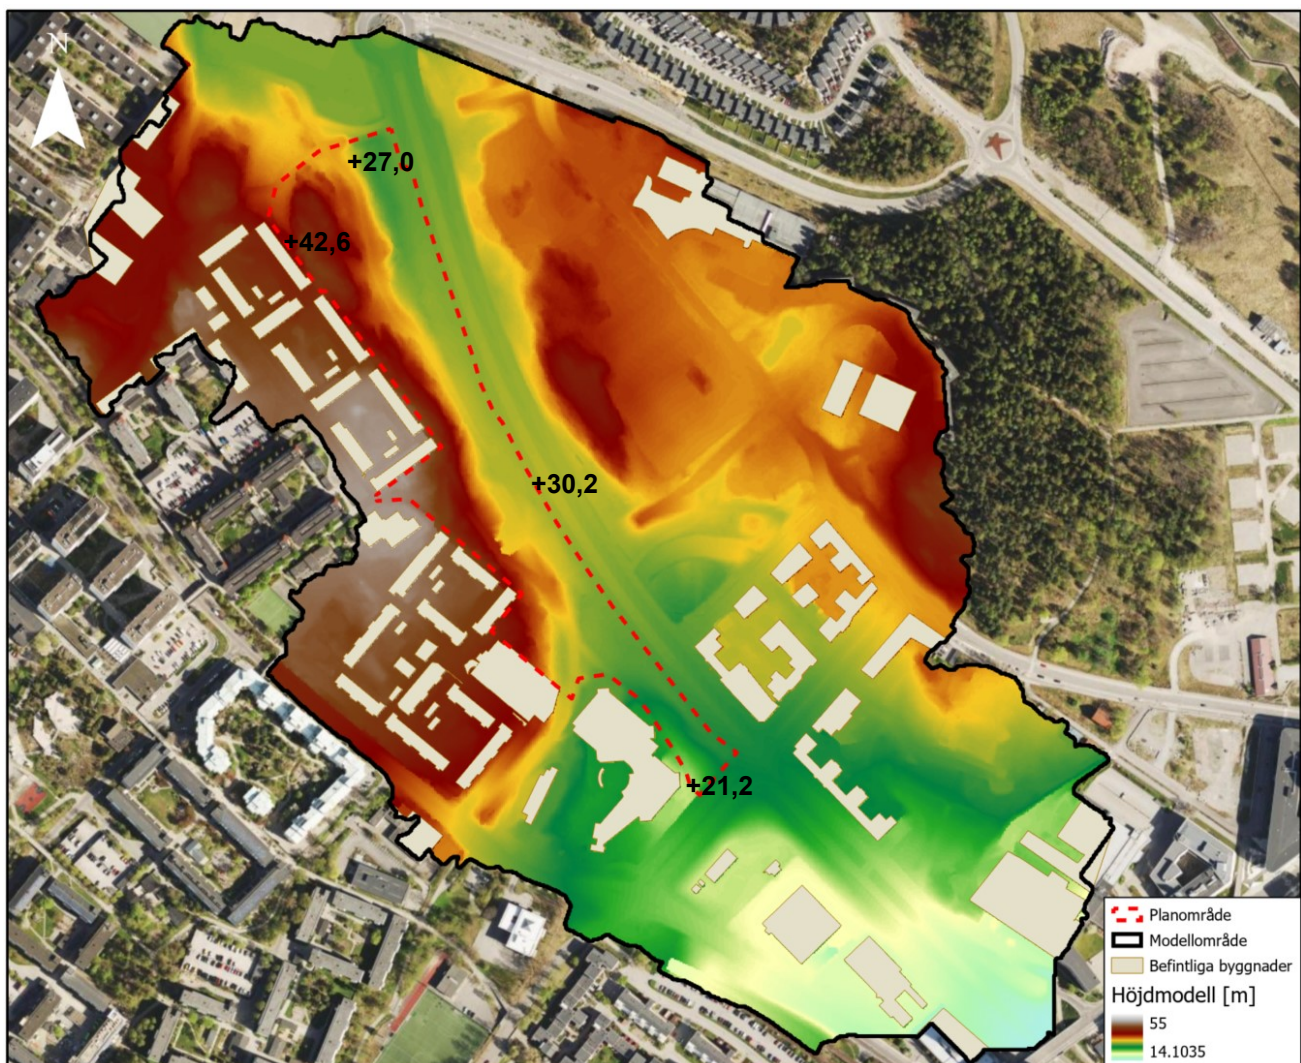 N
+27,0
+42,6
+30,2
+21,2
Planområde
Modellområde
Befintliga byggnader
Höjdmodell [m]
55
14.1035